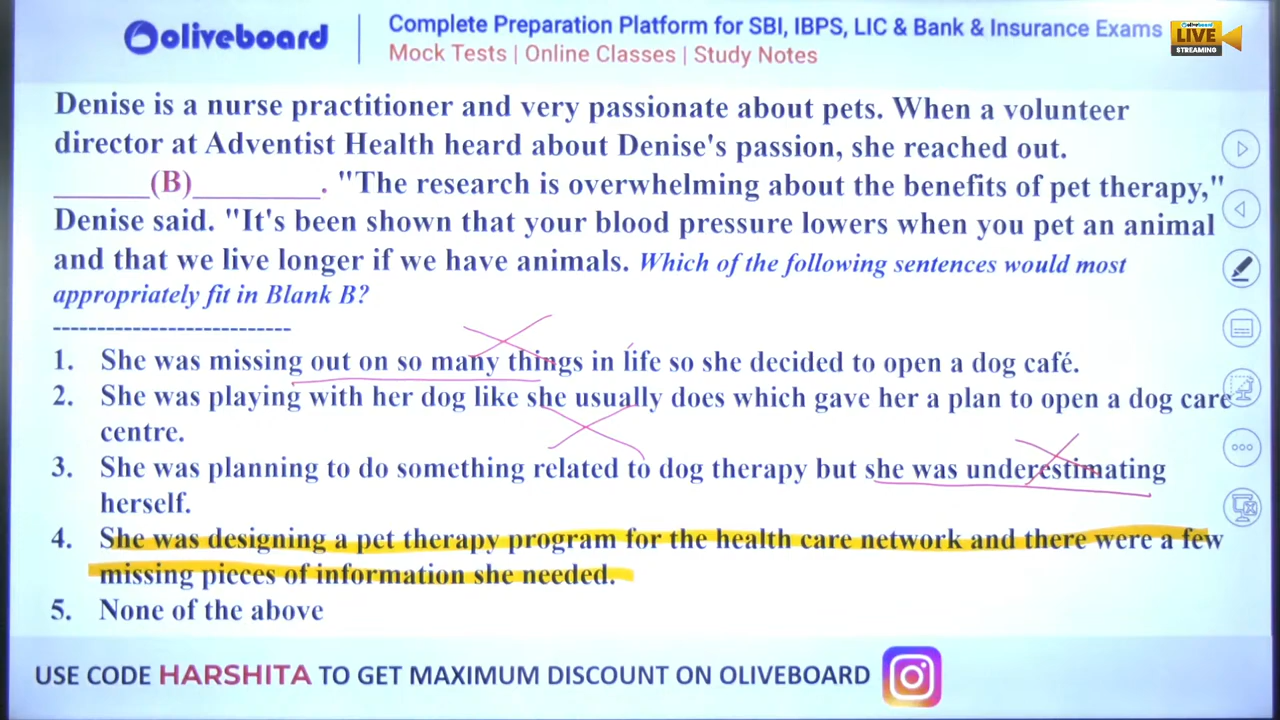 oliveboard
Complete Preparation Platform for SBI, IBPS, LIC & Bank & Insurance Exams
Mock Tests | Online Classes | Study Notes
oliveboard
LIVE
STREAMING
Denise is a nurse practitioner and very passionate about pets. When a volunteer
director at Adventist Health heard about Denise's passion, she reached out.
______(B)________. "The research is overwhelming about the benefits of pet therapy,"
Denise said. "It's been shown that your blood pressure lowers when you pet an animal
and that we live longer if we have animals. Which of the following sentences would most
appropriately fit in Blank B?
--------------------------
1. She was missing out on so many things in life so she decided to open a dog café.
2. She was playing with her dog like she usually does which gave her a plan to open a dog care
centre.
3. She was planning to do something related to dog therapy but she was underestimating
herself.
4. She was designing a pet therapy program for the health care network and there were a few
missing pieces of information she needed.
5. None of the above
USE CODE HARSHITA TO GET MAXIMUM DISCOUNT ON OLIVEBOARD